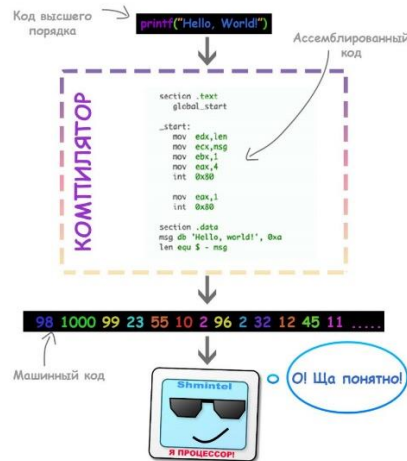 Код высшего
порядка
printf("Hello, World!")
Ассемблированный
код
КОМПИЛЯТОР
section .text
global_start
_start:
mov edx,len
mov ecx,msg
mov ebx,1
mov eax,4
int 0x80
mov eax,1
int 0x80
section .data
msg db 'Hello, world!', 0xa
len equ $ - msg
98 1000 99 23 55 10 2 96 2 32 12 45 11 .....
Машинный код
Shmintel
Я ПРОЦЕССОР!
О! Ща понятно!